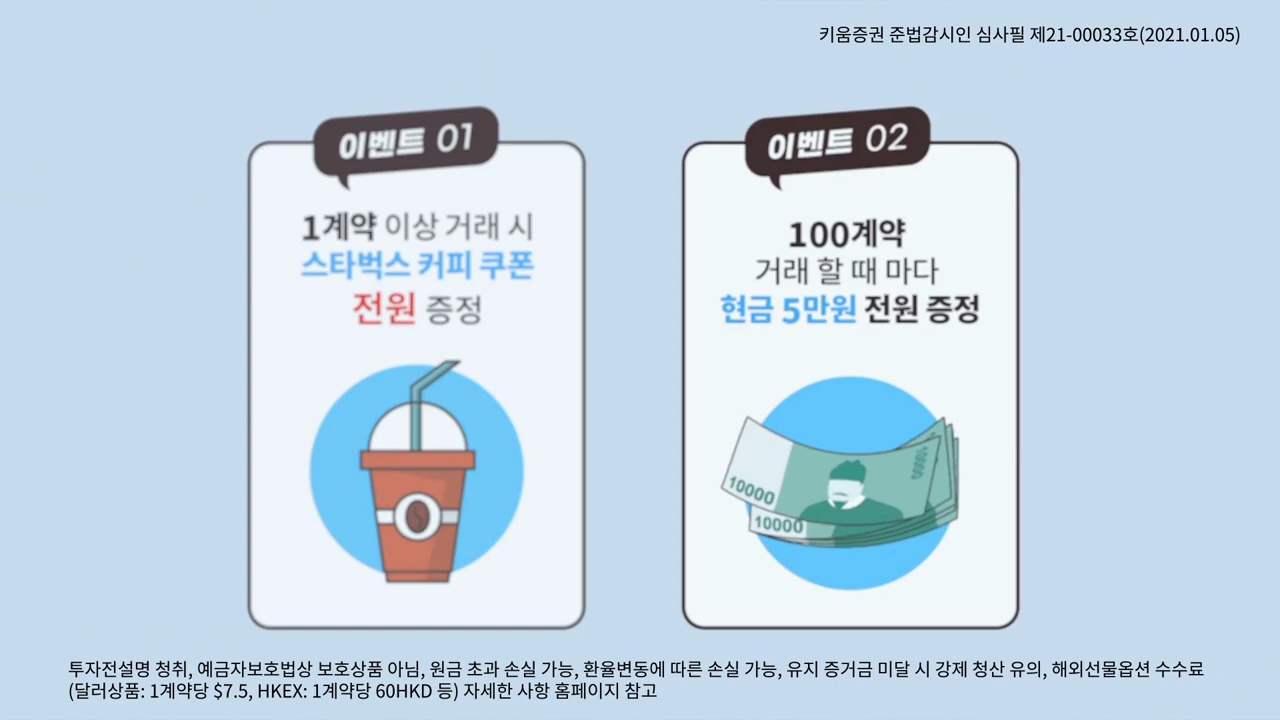 키움증권 준법감시인 심사필 제21-00033호(2021.01.05)
이벤트 01
1계약 이상 거래 시
스타벅스 커피 쿠폰
전원 증정
이벤트 02
100계약
거래 할 때 마다
현금 5만원 전원 증정
10000
10000
10000
투자전설명 청취, 예금자보호법상 보호상품 아님, 원금 초과 손실 가능, 환율변동에 따른 손실 가능, 유지 증거금 미달 시 강제 청산 유의, 해외선물옵션 수수료
(달러상품: 1계약당 $7.5, HKEX: 1계약당 60HKD 등) 자세한 사항 홈페이지 참고